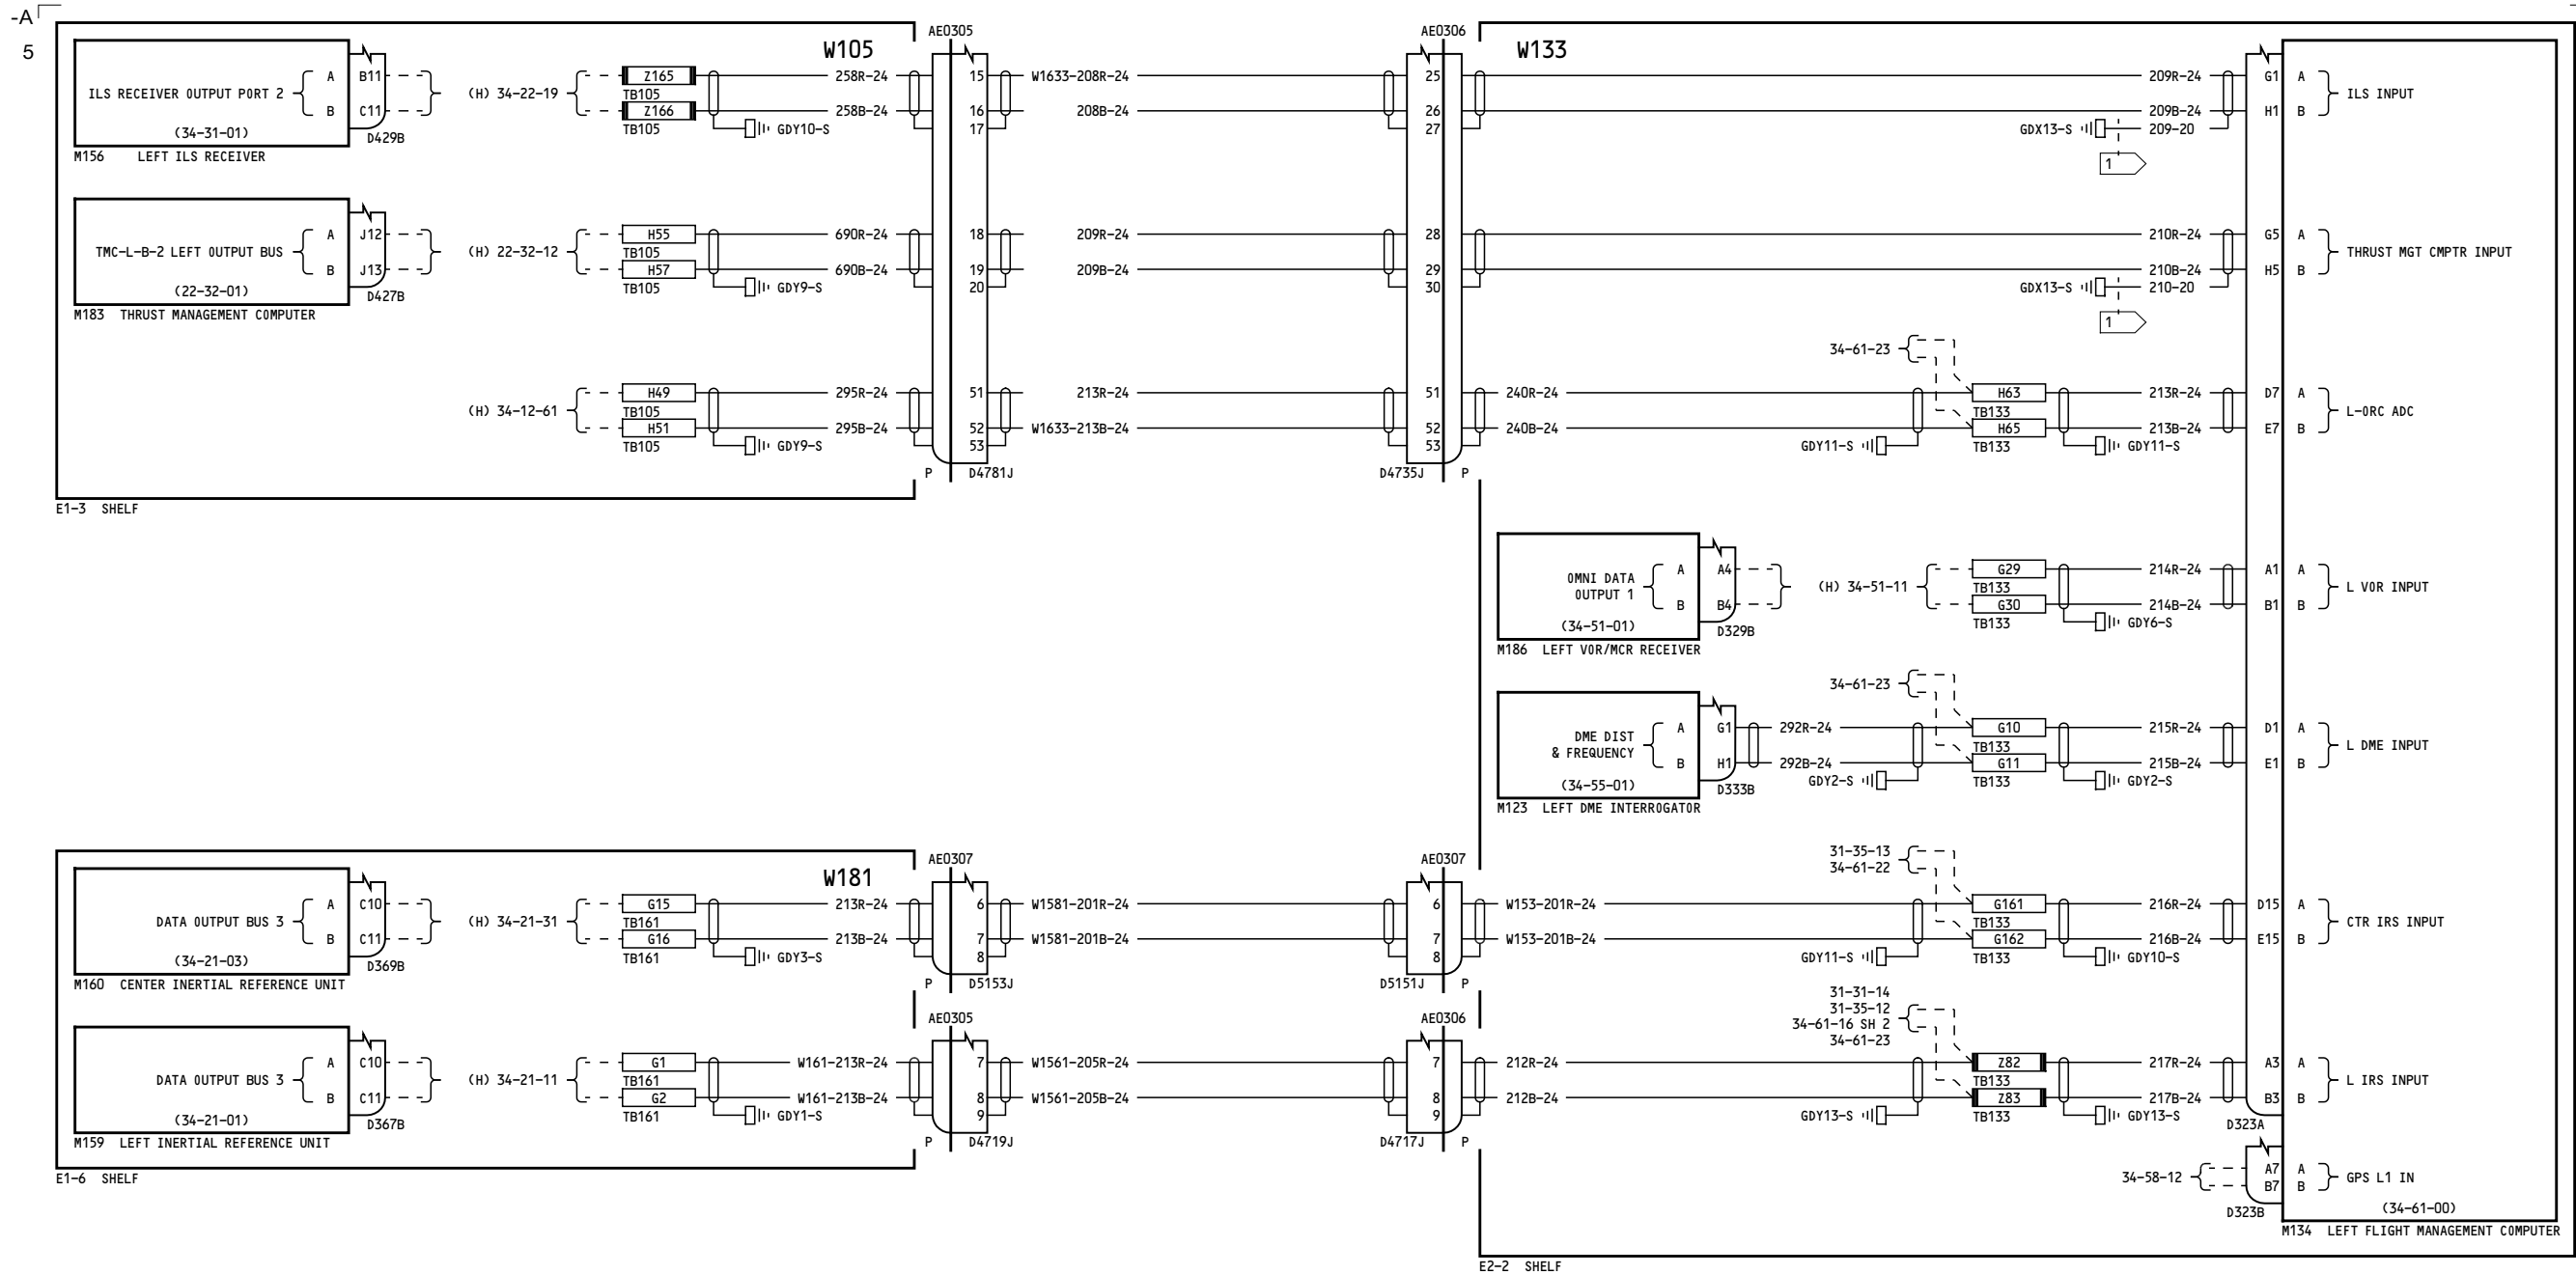 -A
5
W105
AE0305
AE0306
W133
ILS RECEIVER OUTPUT PORT 2
A B11
B C11
(34-31-01)
D429B
M156 LEFT ILS RECEIVER
(H) 34-22-19
Z165
TB105
Z166
TB105
258R-24
258B-24
GDY10-S
15
16
17
W1633-208R-24
208B-24
25
26
27
209R-24
209B-24
GDX13-S
209-20
1
G1 A
H1 B
ILS INPUT
TMC-L-B-2 LEFT OUTPUT BUS
A J12
B J13
(22-32-01)
D427B
M183 THRUST MANAGEMENT COMPUTER
(H) 22-32-12
H55
TB105
H57
TB105
690R-24
690B-24
GDY9-S
18
19
20
209R-24
209B-24
28
29
30
210R-24
210B-24
GDX13-S
210-20
1
G5 A
H5 B
THRUST MGT CMPTR INPUT
(H) 34-12-61
H49
TB105
H51
TB105
295R-24
295B-24
GDY9-S
51
52
53
P
D4781J
213R-24
W1633-213B-24
51
52
53
D4735J
P
240R-24
240B-24
34-61-23
H63
TB133
H65
TB133
GDY11-S
GDY11-S
213R-24
213B-24
D7 A
E7 B
L-ORC ADC
E1-3 SHELF
OMNI DATA
OUTPUT 1
A A4
B B4
(34-51-01)
D329B
M186 LEFT VOR/MCR RECEIVER
(H) 34-51-11
G29
TB133
G30
TB133
214R-24
214B-24
GDY6-S
A1 A
B1 B
L VOR INPUT
DME DIST
& FREQUENCY
A G1
B H1
(34-55-01)
D333B
M123 LEFT DME INTERROGATOR
292R-24
292B-24
34-61-23
G10
TB133
G11
TB133
GDY2-S
GDY2-S
215R-24
215B-24
D1 A
E1 B
L DME INPUT
W181
AE0307
AE0307
DATA OUTPUT BUS 3
A C10
B C11
(34-21-03)
D369B
M160 CENTER INERTIAL REFERENCE UNIT
(H) 34-21-31
G15
TB161
G16
TB161
213R-24
213B-24
GDY3-S
6
7
8
P
D5153J
W1581-201R-24
W1581-201B-24
6
7
8
D5151J
P
W153-201R-24
W153-201B-24
31-35-13
34-61-22
G161
TB133
G162
TB133
GDY11-S
GDY10-S
216R-24
216B-24
D15 A
E15 B
CTR IRS INPUT
AE0305
AE0306
DATA OUTPUT BUS 3
A C10
B C11
(34-21-01)
D367B
M159 LEFT INERTIAL REFERENCE UNIT
(H) 34-21-11
G1
TB161
G2
TB161
W161-213R-24
W161-213B-24
GDY1-S
7
8
9
P
D4719J
W1561-205R-24
W1561-205B-24
7
8
9
D4717J
P
212R-24
212B-24
31-31-14
31-35-12
34-61-16 SH 2
34-61-23
Z82
TB133
Z83
TB133
GDY13-S
GDY13-S
217R-24
217B-24
A3 A
B3 B
L IRS INPUT
D323A
E1-6 SHELF
34-58-12
A7 A
B7 B
GPS L1 IN
D323B
(34-61-00)
M134 LEFT FLIGHT MANAGEMENT COMPUTER
E2-2 SHELF